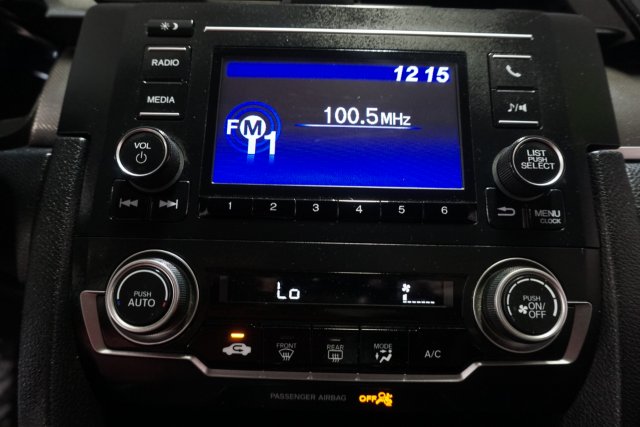 RADIO
12 15
MEDIA
100.5MHz
FM1
1
VOL
LIST
PUSH
SELECT
1 2 3 4 5 6
MENU
CLOCK
PUSH
AUTO
Lo
PUSH
ON/
OFF
FRONT
REAR
MODE
A/C
PASSENGER AIRBAG
OFF